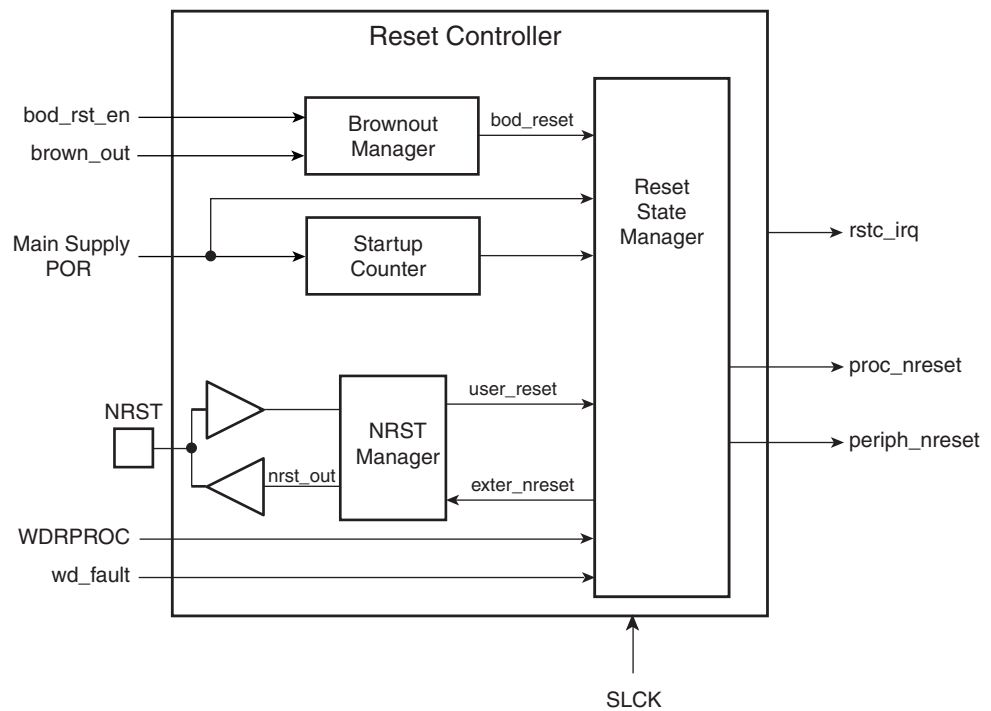 Reset Controller
bod_rst_en
brown_out
Brownout
Manager
bod_reset
Main Supply
POR
Startup
Counter
Reset
State
Manager
rstc_irq
proc_nreset
periph_nreset
NRST
NRST
Manager
user_reset
nrst_out
exter_nreset
WDRPROC
wd_fault
SLCK